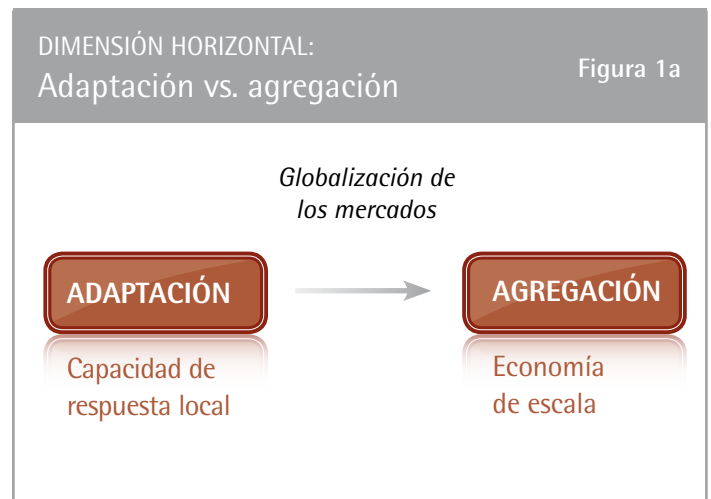 DIMENSIÓN HORIZONTAL:
Adaptación vs. agregación
Figura 1a
Globalización de
los mercados
ADAPTACIÓN
AGREGACIÓN
Capacidad de
respuesta local
Economía
de escala